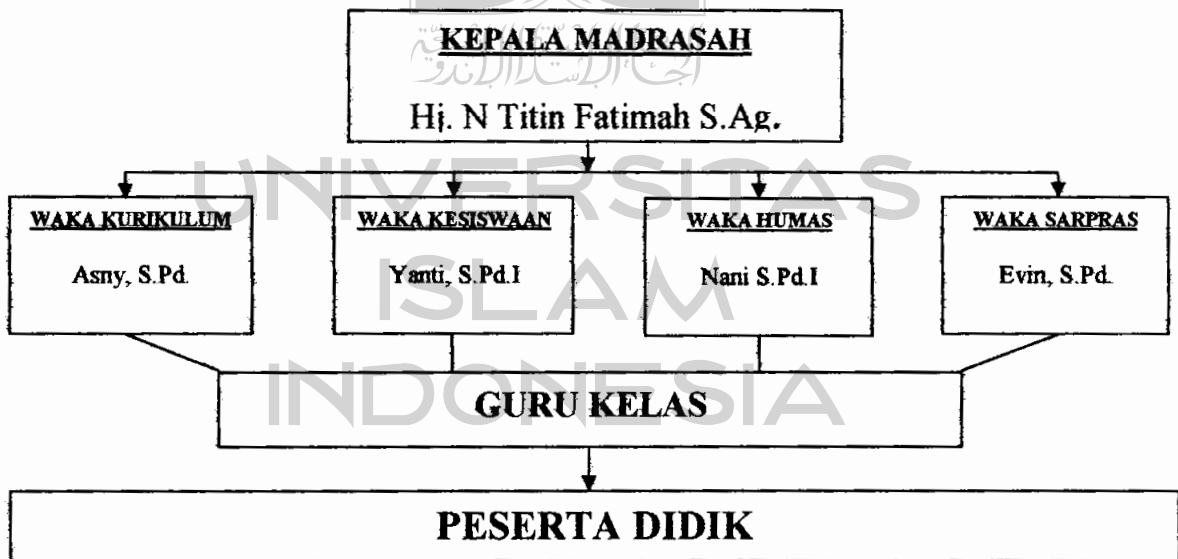 KEPALA MADRASAH
Hj. N Titin Fatimah S.Ag.
WAKA KURIKULUM
Asny, S.Pd.
WAKA KESISWAAN
Yanti, S.Pd.I
WAKA HUMAS
Nani S.Pd.I
WAKA SARPRAS
Evin, S.Pd.
UNIVERSITAS
ISLAM
INDONESIA
GURU KELAS
PESERTA DIDIK